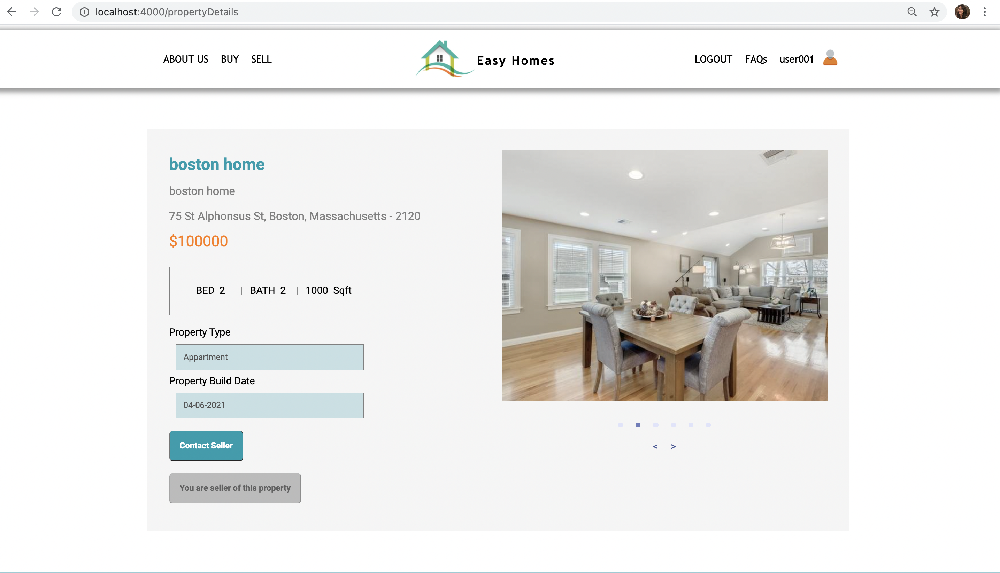 localhost:4000/propertyDetails
ABOUT US BUY SELL Easy Homes LOGOUT FAQs user001
boston home
boston home
75 St Alphonsus St, Boston, Massachusetts - 2120
$100000
BED 2 | BATH 2 | 1000 Sqft
Property Type
Appartment
Property Build Date
04-06-2021
Contact Seller
You are seller of this property
< >